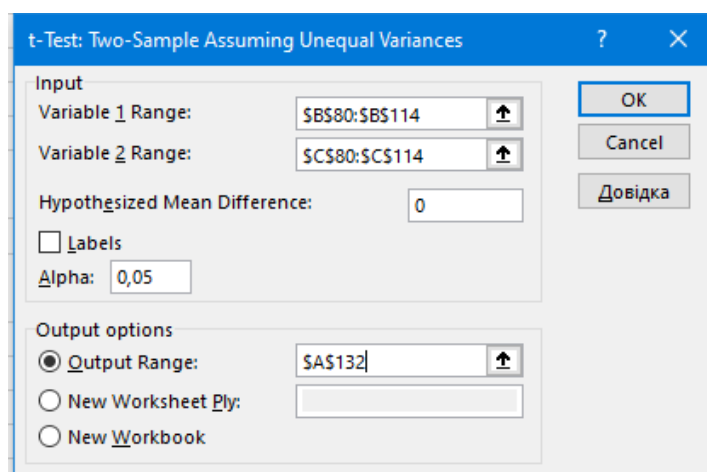 t-Test: Two-Sample Assuming Unequal Variances ? ×
Input
Variable 1 Range: $B$80:$B$114
Variable 2 Range: $C$80:$C$114
Hypothesized Mean Difference: 0
Labels
Alpha: 0,05
OK
Cancel
Довідка
Output options
Output Range: $A$132
New Worksheet Ply:
New Workbook